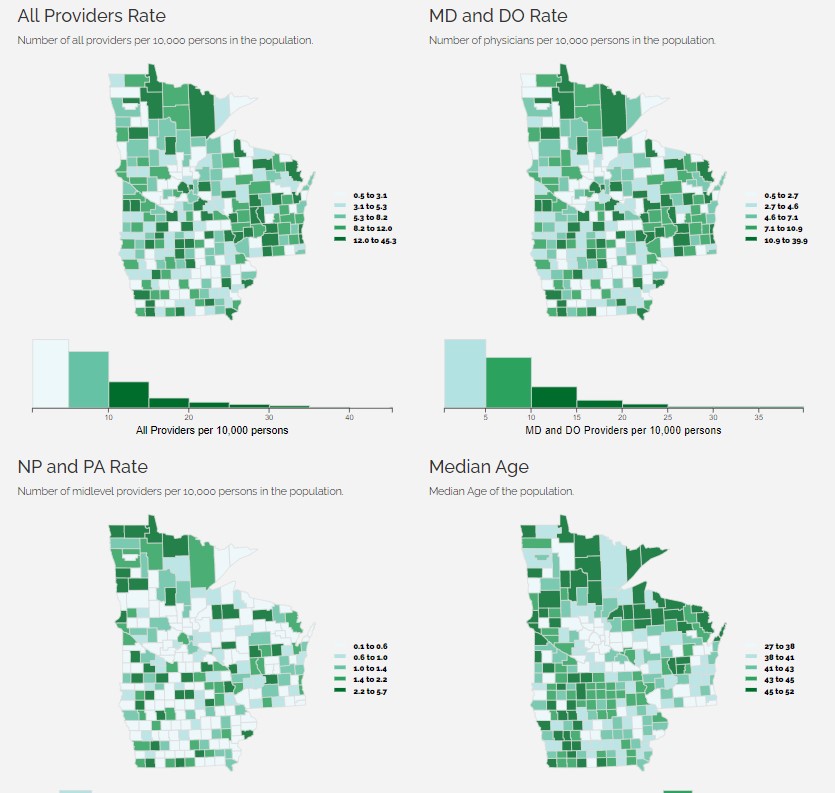 All Providers Rate
Number of all providers per 10,000 persons in the population.
0.5 to 3.1
3.1 to 5.3
5.3 to 8.2
8.2 to 12.0
12.0 to 45.3
10
20
30
40
All Providers per 10,000 persons
MD and DO Rate
Number of physicians per 10,000 persons in the population.
0.5 to 2.7
2.7 to 4.6
4.6 to 7.1
7.1 to 10.9
10.9 to 39.9
5
10
15
20
25
30
35
MD and DO Providers per 10,000 persons
NP and PA Rate
Number of midlevel providers per 10,000 persons in the population.
0.1 to 0.6
0.6 to 1.0
1.0 to 1.4
1.4 to 2.2
2.2 to 5.7
Median Age
Median Age of the population.
27 to 38
38 to 41
41 to 43
43 to 45
45 to 52